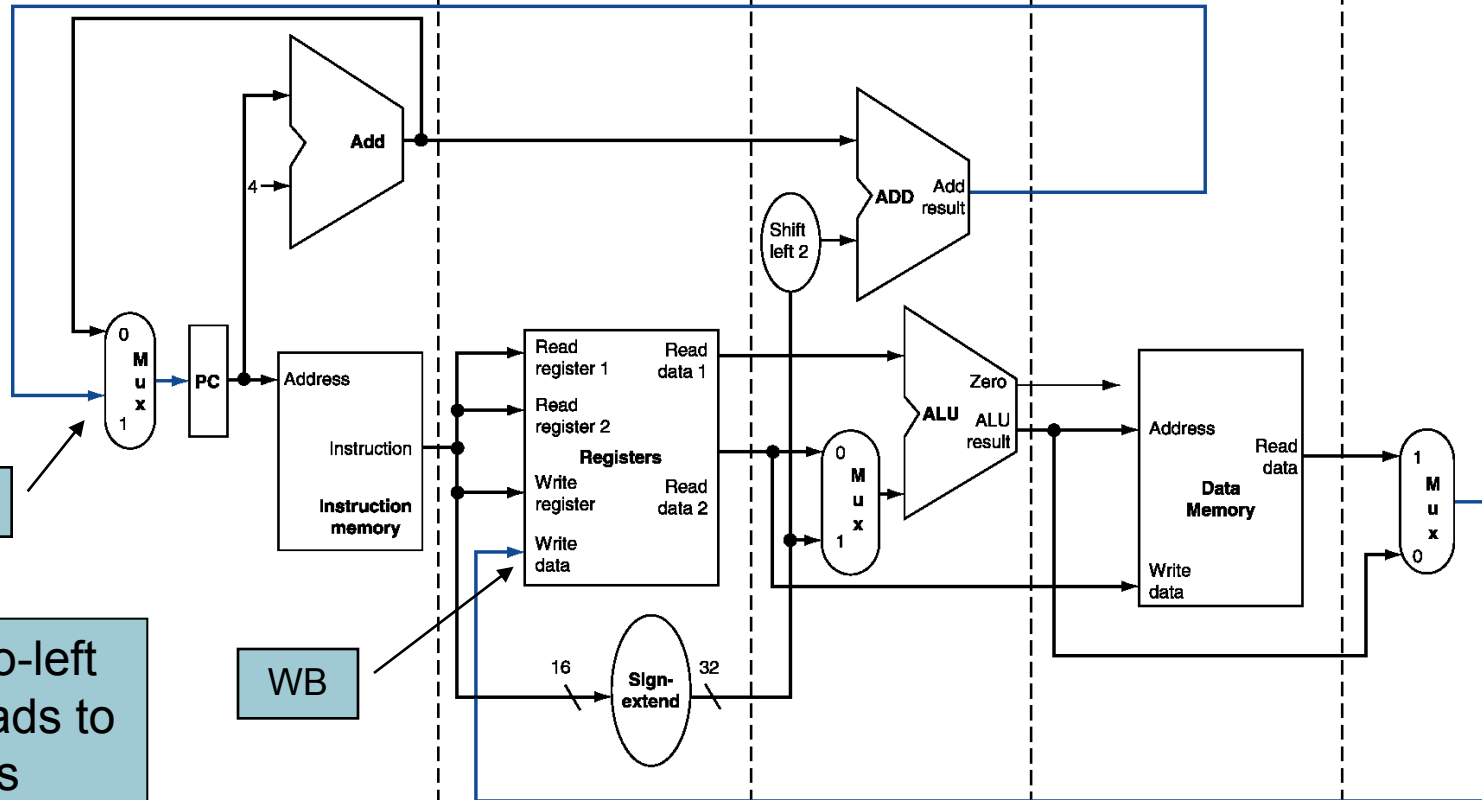 Add
4
Add
ADD
result
Shift
left 2
0
M
u
x
1
PC
Address
Instruction
Instruction
memory
Read
register 1
Read
data 1
Read
register 2
Registers
Write
register
Read
data 2
Write
data
Zero
ALU
ALU
result
0
M
u
x
1
Address
Read
data
Data
Memory
Write
data
1
M
u
x
0
16
Sign-
extend
32
WB
o-left
ads to
s